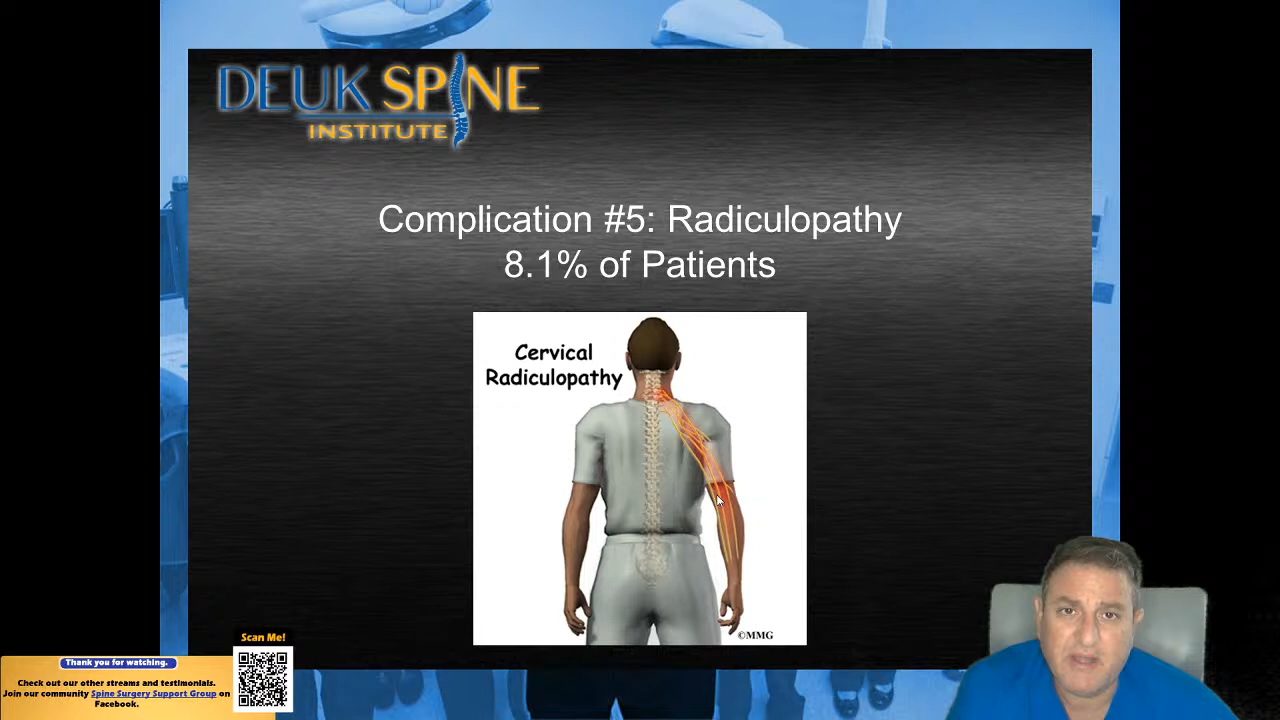 DEUK SPINE
INSTITUTE
Complication #5: Radiculopathy
8.1% of Patients
Cervical
Radiculopathy
©MMG
Scan Me!
Thank you for watching.
Check out our other streams and testimonials.
Join our community Spine Surgery Support Group on
Facebook.